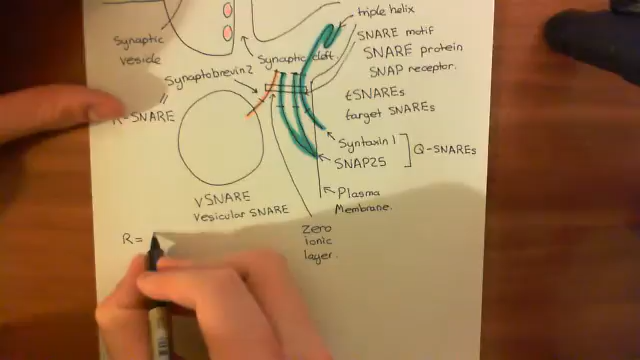 Synaptic
vesicle
Synaptic cleft.
triple helix
SNARE motif
SNARE protein
SNAP receptor.
Synaptobrevin 2
//
R-SNARE
tSNAREs
target SNAREs
Syntaxin 1
SNAP25
Q-SNAREs
vSNARE
Vesicular SNARE
Plasma
Membrane.
Zero
ionic
layer.
R =